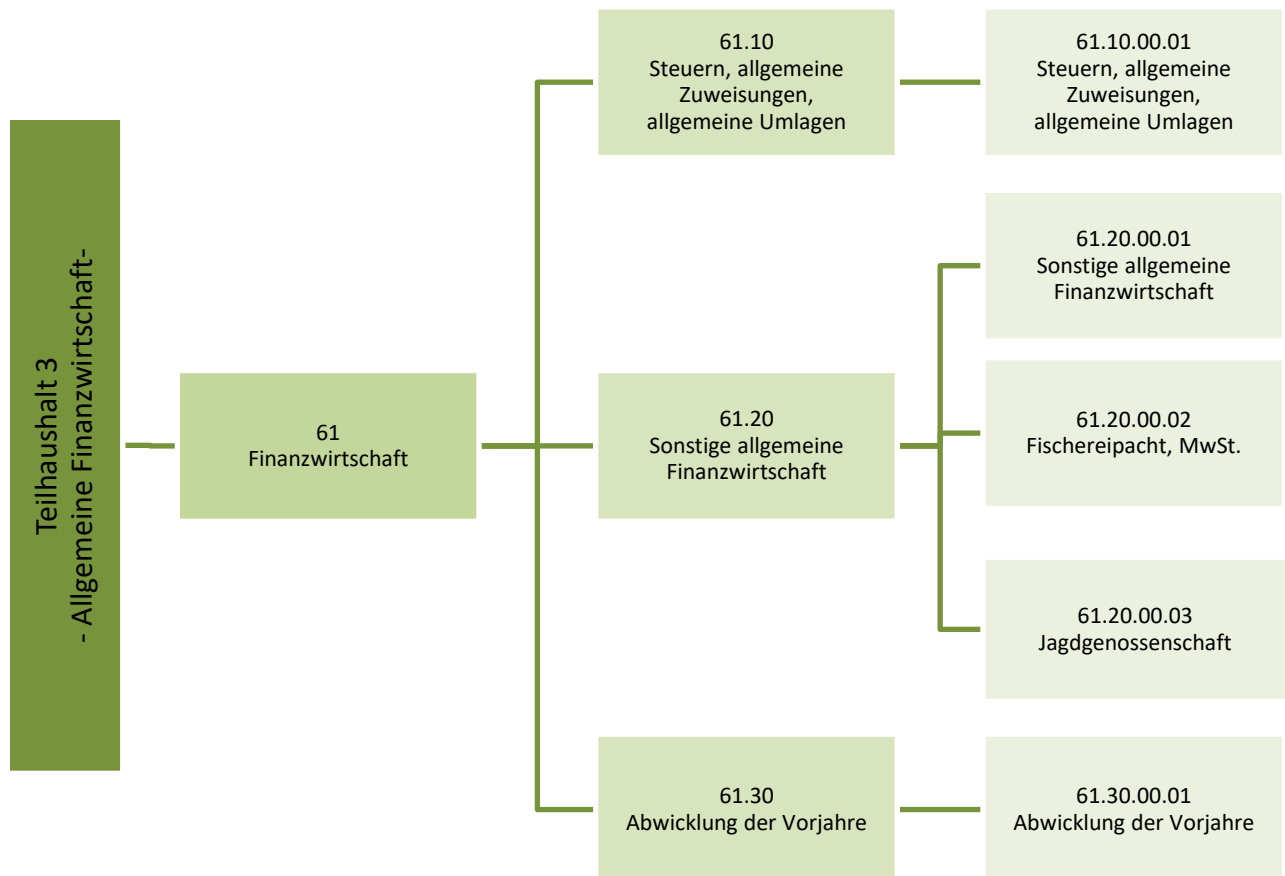 Teilhaushalt 3
- Allgemeine Finanzwirtschaft-
61
Finanzwirtschaft
61.10
Steuern, allgemeine
Zuweisungen,
allgemeine Umlagen
61.10.00.01
Steuern, allgemeine
Zuweisungen,
allgemeine Umlagen
61.20
Sonstige allgemeine
Finanzwirtschaft
61.20.00.01
Sonstige allgemeine
Finanzwirtschaft
61.20.00.02
Fischereipacht, MwSt.
61.20.00.03
Jagdgenossenschaft
61.30
Abwicklung der Vorjahre
61.30.00.01
Abwicklung der Vorjahre